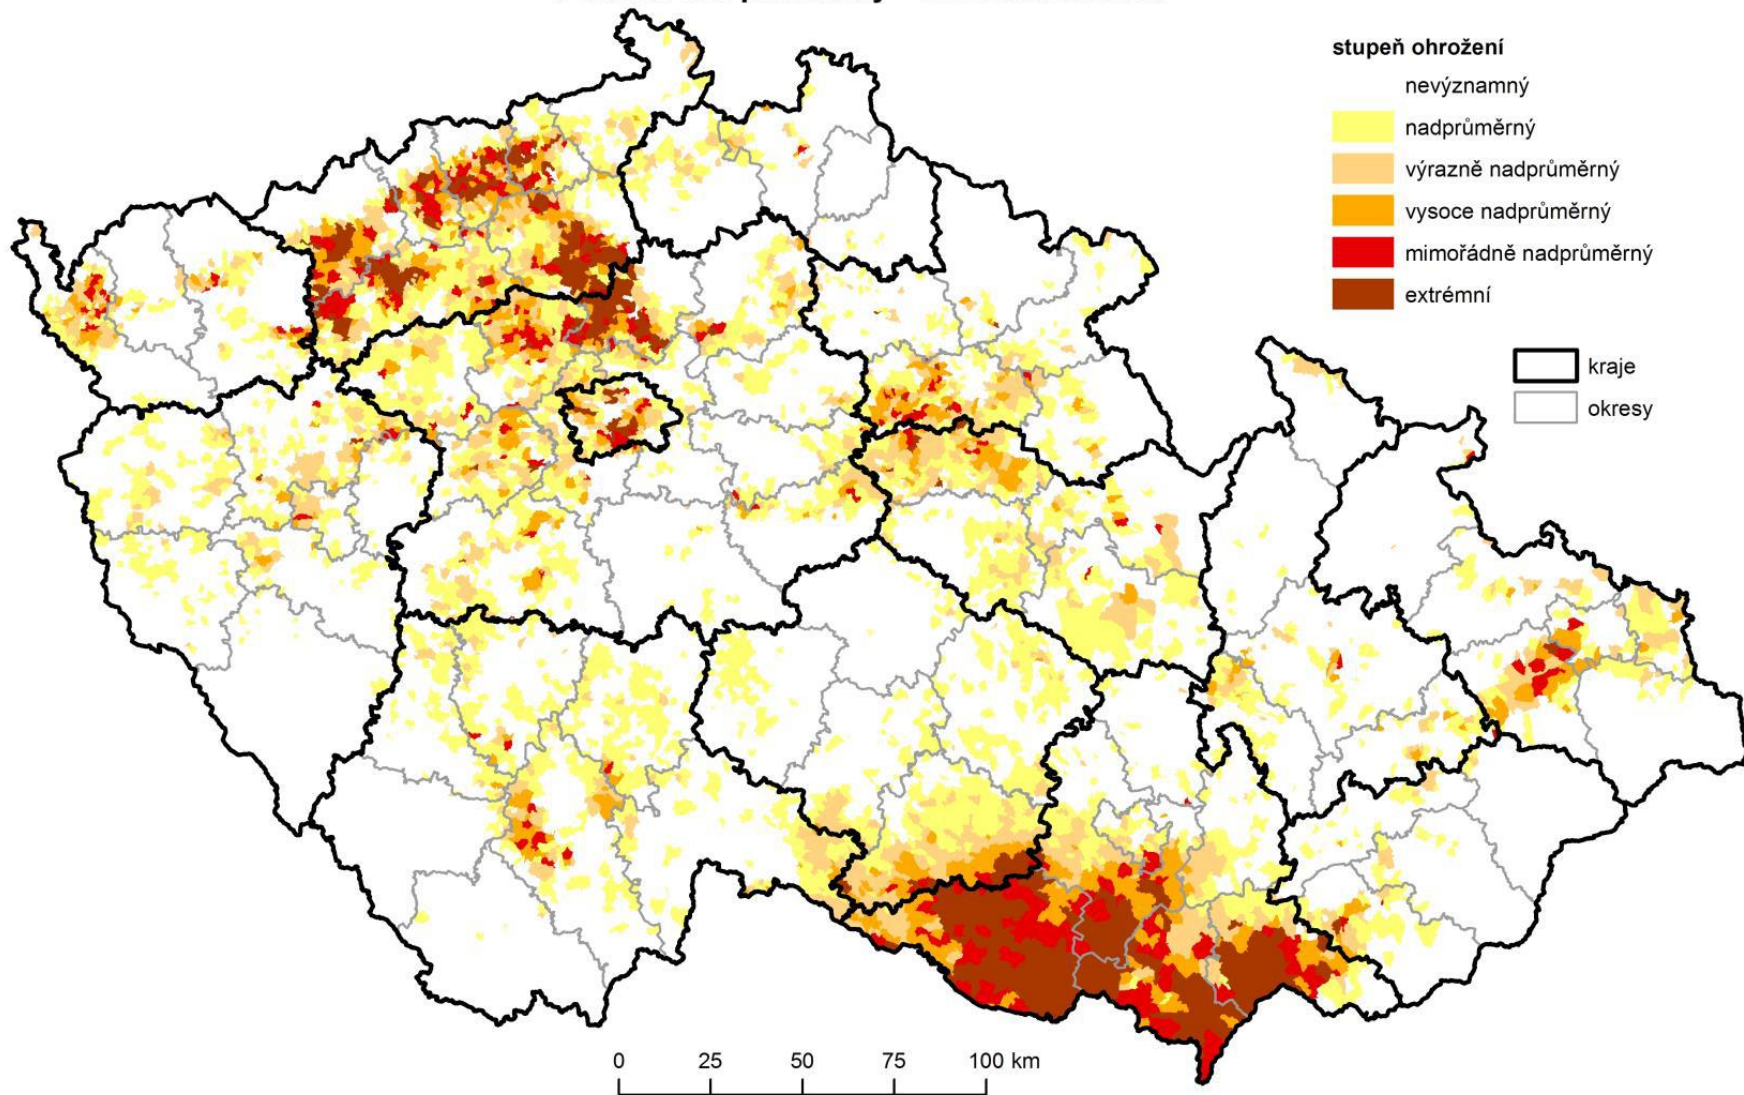 stupeň ohrožení
nevýznamný
nadprůměrný
výrazně nadprůměrný
vysoce nadprůměrný
mimořádně nadprůměrný
extrémní
kraje
okresy
0 25 50 75 100 km